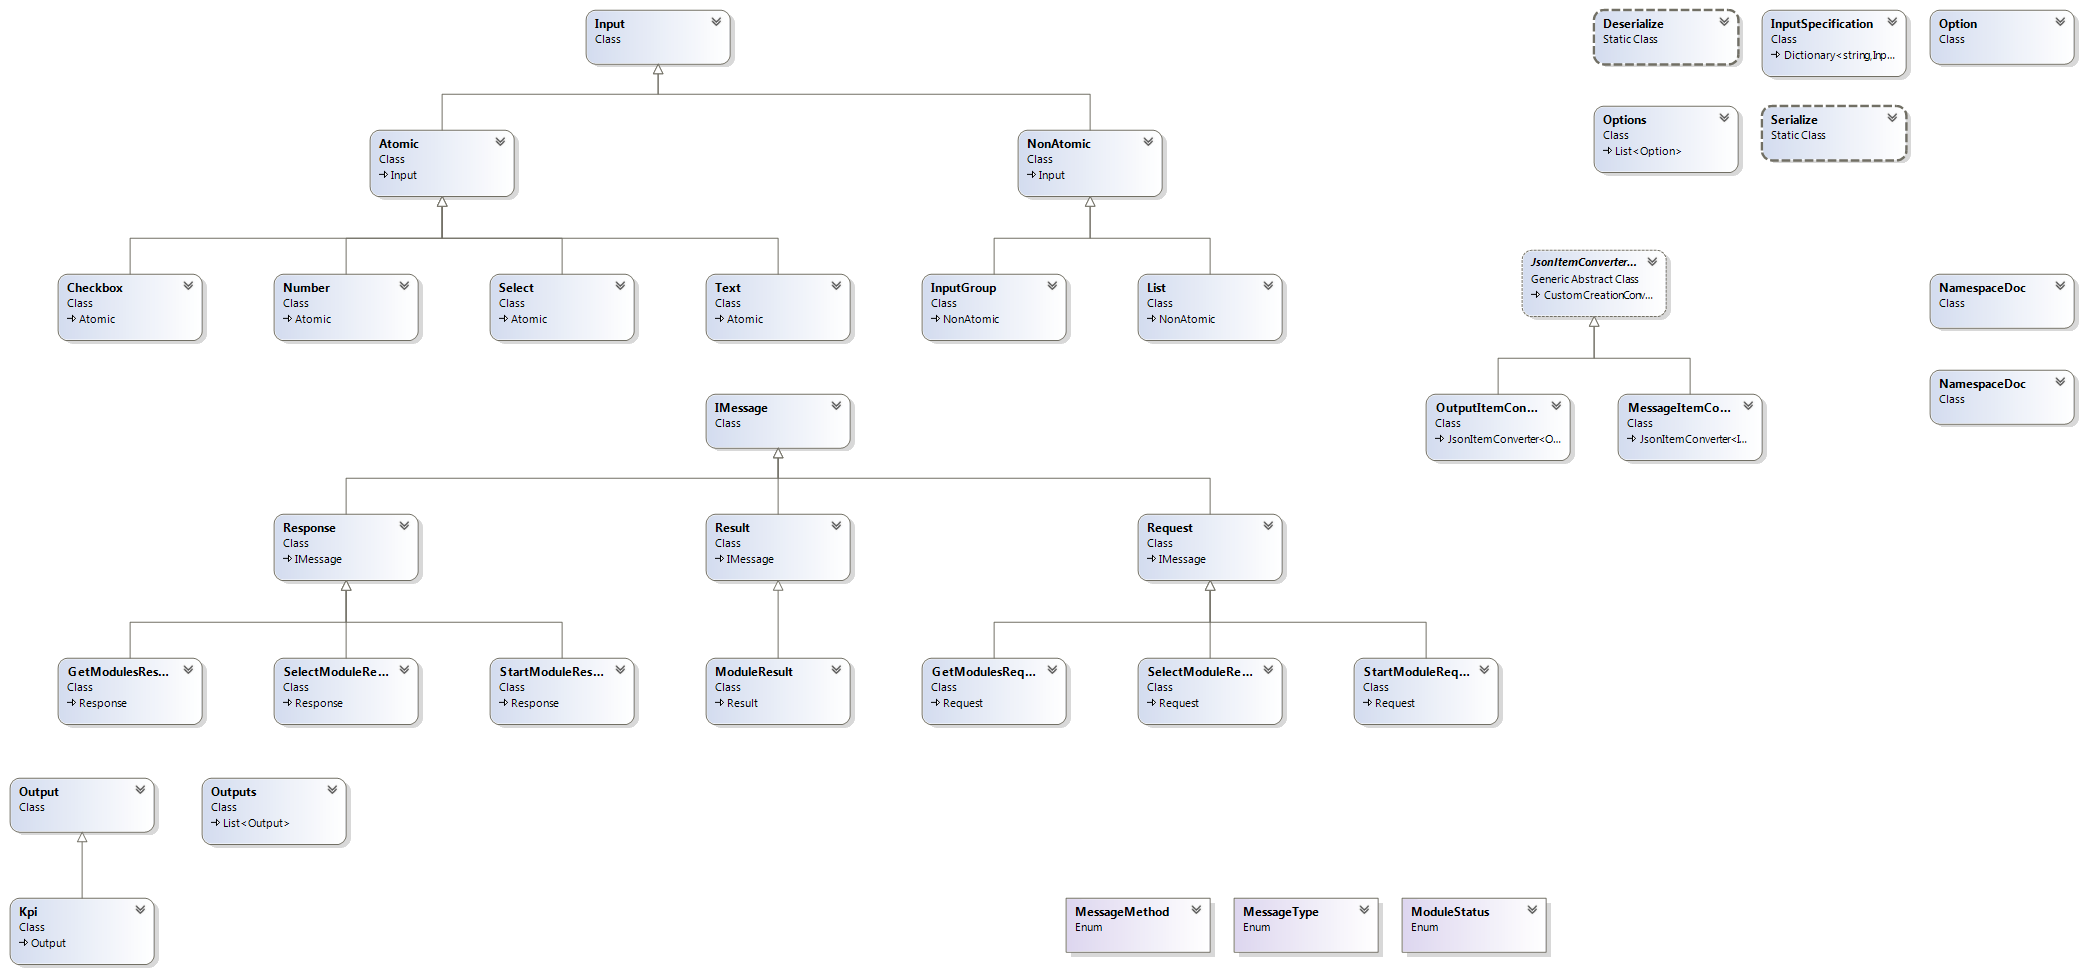 Input
Class
Deserialize
Static Class
InputSpecification
Class
Dictionary<string,Inp...
Option
Class
Options
Class
List<Option>
Serialize
Static Class
Atomic
Class
Input
NonAtomic
Class
Input
JsonItemConverter...
Generic Abstract Class
CustomCreationConv...
Checkbox
Class
Atomic
Number
Class
Atomic
Select
Class
Atomic
Text
Class
Atomic
InputGroup
Class
NonAtomic
List
Class
NonAtomic
NamespaceDoc
Class
NamespaceDoc
Class
IMessage
Class
OutputItemCon...
Class
JsonItemConverter<O...
MessageItemCo...
Class
JsonItemConverter<I...
Response
Class
IMessage
Result
Class
IMessage
Request
Class
IMessage
GetModulesRes...
Class
Response
SelectModuleRe...
Class
Response
StartModuleRes...
Class
Response
ModuleResult
Class
Result
GetModulesReq...
Class
Request
SelectModuleRe...
Class
Request
StartModuleReq...
Class
Request
Output
Class
Outputs
Class
List<Output>
Kpi
Class
Output
MessageMethod
Enum
MessageType
Enum
ModuleStatus
Enum